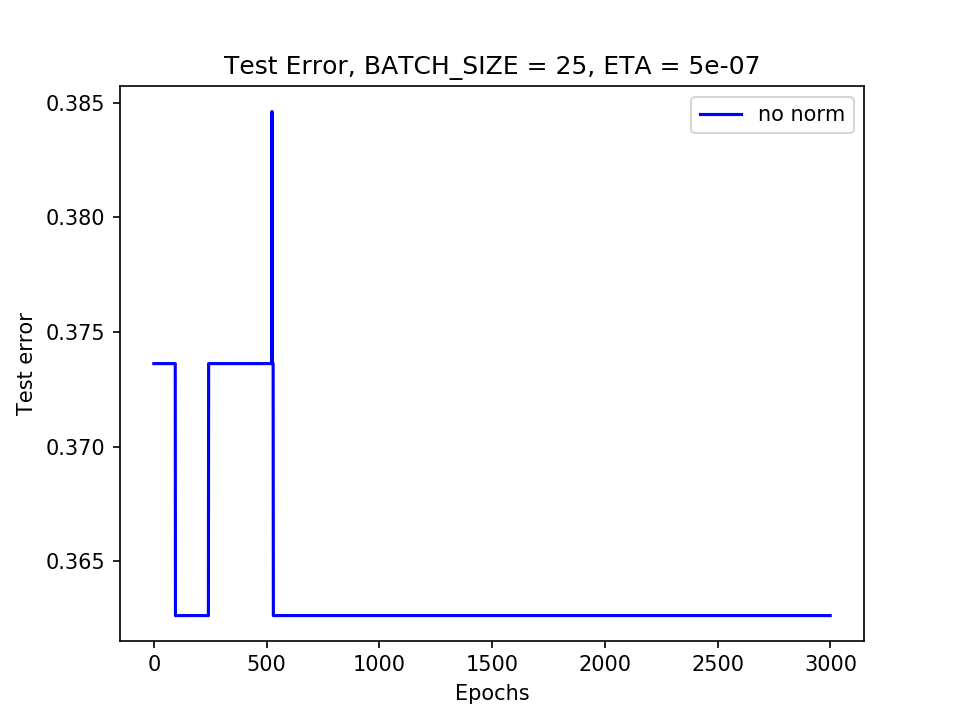 Test Error, BATCH_SIZE = 25, ETA = 5e-07
no norm
Test error
0.385
0.380
0.375
0.370
0.365
0 500 1000 1500 2000 2500 3000
Epochs